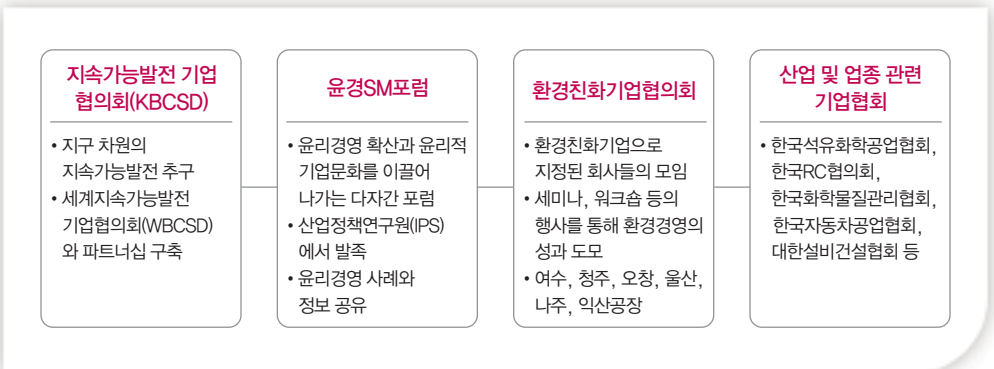 지속가능발전 기업
협의회(KBCSD)
• 지구 차원의
지속가능발전 추구
• 세계지속가능발전
기업협의회(WBCSD)
와 파트너십 구축
윤경SM포럼
• 윤리경영 확산과 윤리적
기업문화를 이끌어
나가는 다자간 포럼
• 산업정책연구원(IPS)
에서 발족
• 윤리경영 사례와
정보 공유
환경친화기업협의회
• 환경친화기업으로
지정된 회사들의 모임
• 세미나, 워크숍 등의
행사를 통해 환경경영의
성과 도모
• 여수, 청주, 오창, 울산,
나주, 익산공장
산업 및 업종 관련
기업협회
• 한국석유화학공업협회,
한국RC협의회,
한국화학물질관리협회,
한국자동차공업협회,
대한설비건설협회 등